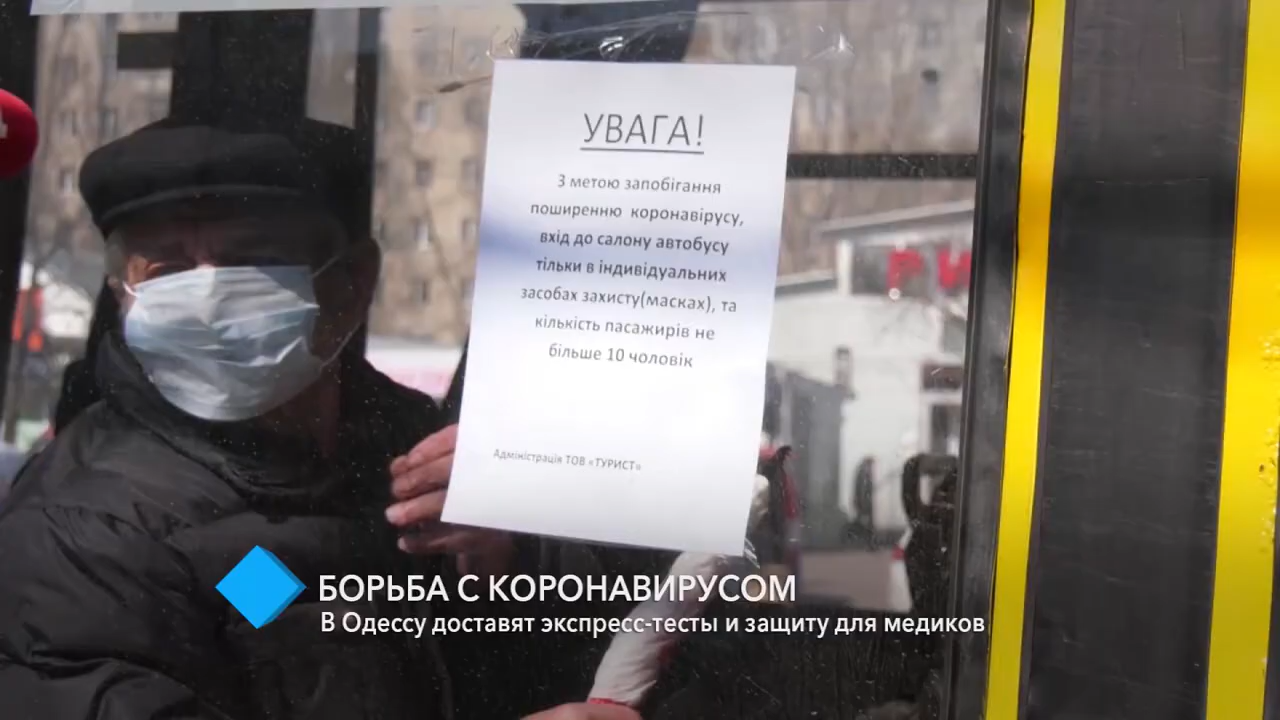 УВАГА!
З метою запобігання
поширенню коронавірусу,
вхід до салону автобусу
тільки в індивідуальних
засобах захисту(масках), та
кількість пасажирів не
більше 10 чоловік
Адміністрація ТОВ «ТУРИСТ»
БОРЬБА С КОРОНАВИРУСОМ
В Одессу доставят экспресс-тесты и защиту для медиков